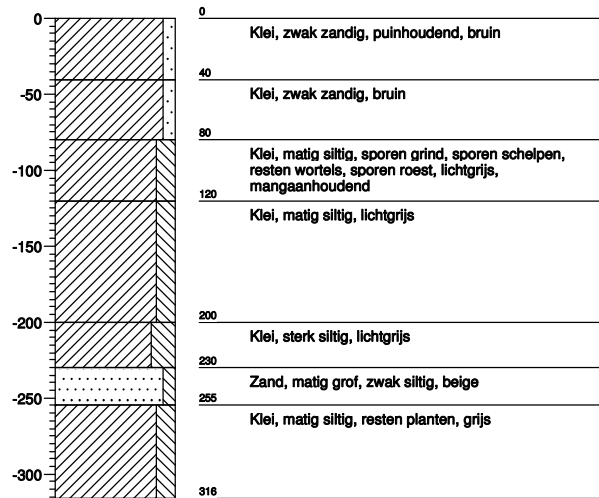 0
0
Klei, zwak zandig, puinhoudend, bruin
40
-50
Klei, zwak zandig, bruin
80
-100
Klei, matig siltig, sporen grind, sporen schelpen,
resten wortels, sporen roest, lichtgrijs,
mangaanhoudend
120
Klei, matig siltig, lichtgrijs
-150
-200
200
Klei, sterk siltig, lichtgrijs
230
-250
Zand, matig grof, zwak siltig, beige
255
Klei, matig siltig, resten planten, grijs
-300
316